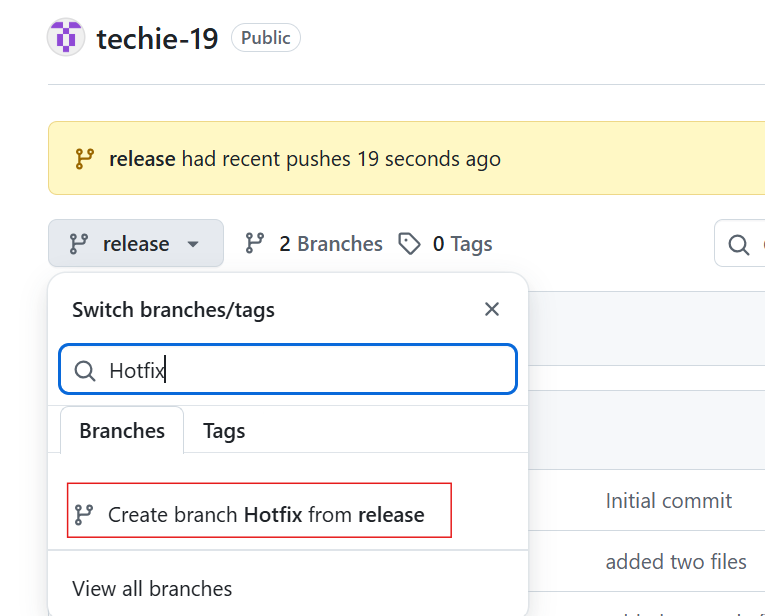 techie-19 Public
release had recent pushes 19 seconds ago
release 2 Branches 0 Tags
Switch branches/tags
Hotfix
Branches Tags
Create branch Hotfix from release
Initial commit
added two files
View all branches